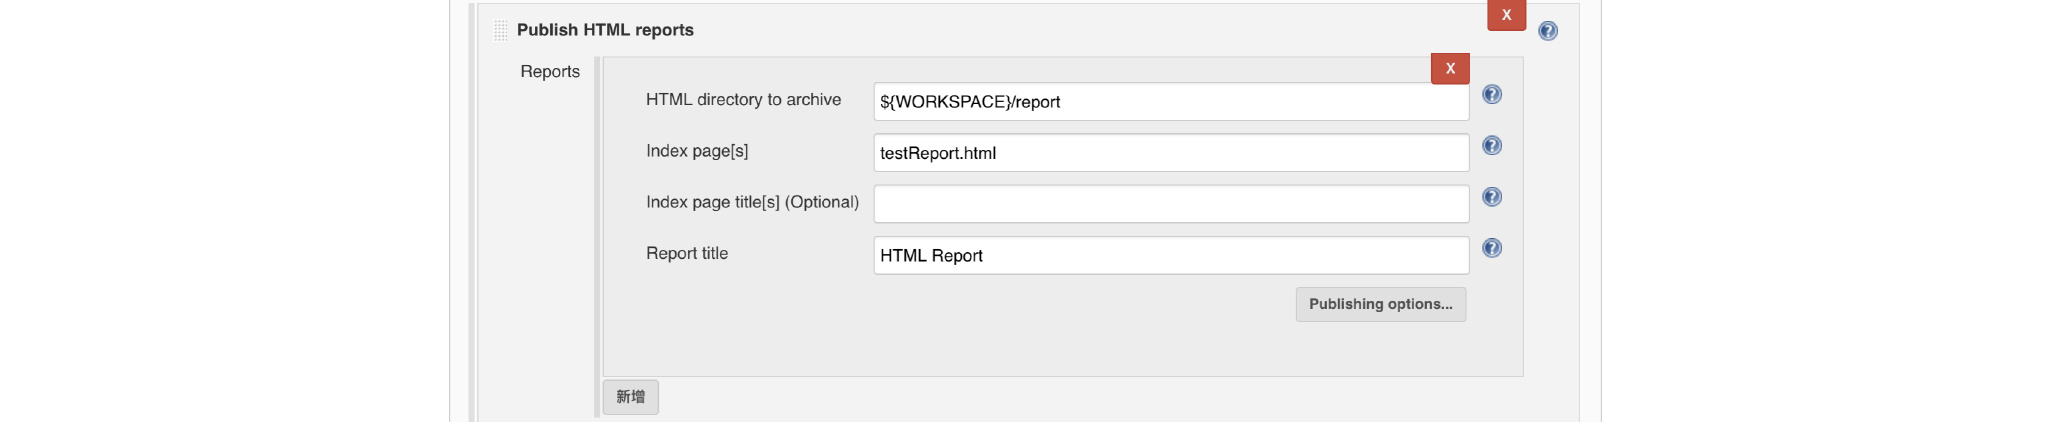 Publish HTML reports
X
Reports
X
HTML directory to archive
${WORKSPACE}/report
Index page[s]
testReport.html
Index page title[s] (Optional)
Report title
HTML Report
Publishing options...
新增